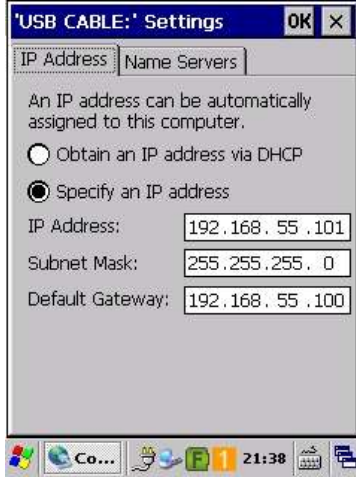 'USB CABLE:' Settings OK ×
IP Address Name Servers
An IP address can be automatically
assigned to this computer.
Obtain an IP address via DHCP
Specify an IP address
IP Address: 192.168. 55 .101
Subnet Mask: 255.255.255. 0
Default Gateway: 192.168. 55 .100
Co... F 1 21:38